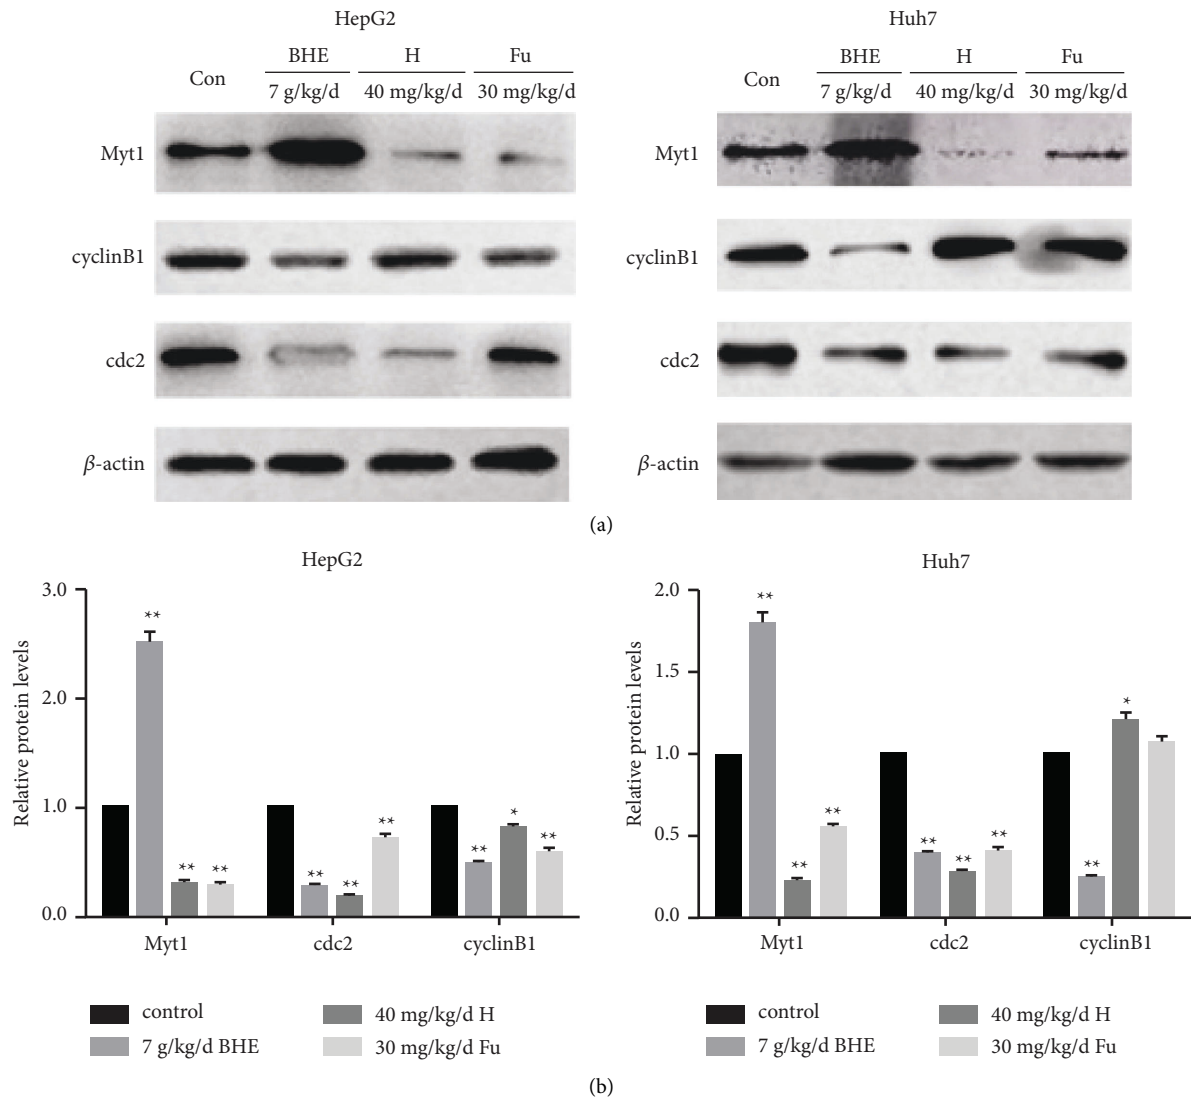 (a)
HepG2
Con
BHE
H
Fu
7 g/kg/d
40 mg/kg/d
30 mg/kg/d
Myt1
cyclinB1
cdc2
β-actin
Huh7
Con
BHE
H
Fu
7 g/kg/d
40 mg/kg/d
30 mg/kg/d
Myt1
cyclinB1
cdc2
β-actin
(b)
HepG2
Relative protein levels
3.0
2.0
1.0
0.0
**
**
**
**
**
**
**
*
**
Myt1
cdc2
cyclinB1
control
7 g/kg/d BHE
40 mg/kg/d H
30 mg/kg/d Fu
Huh7
Relative protein levels
2.0
1.5
1.0
0.5
0.0
**
**
**
**
**
**
**
*
Myt1
cdc2
cyclinB1
control
7 g/kg/d BHE
40 mg/kg/d H
30 mg/kg/d Fu